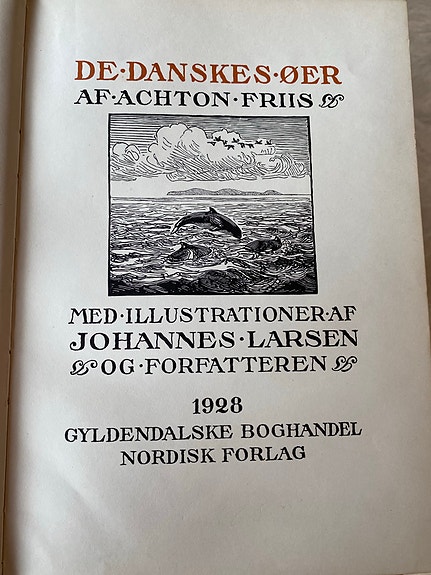 DE·DANSKES·ØER
AF·ACHTON·FRIIS
MED·ILLUSTRATIONER·AF
JOHANNES·LARSEN
OG·FORFATTEREN
1928
GYLDENDALSKE BOGHANDEL
NORDISK FORLAG